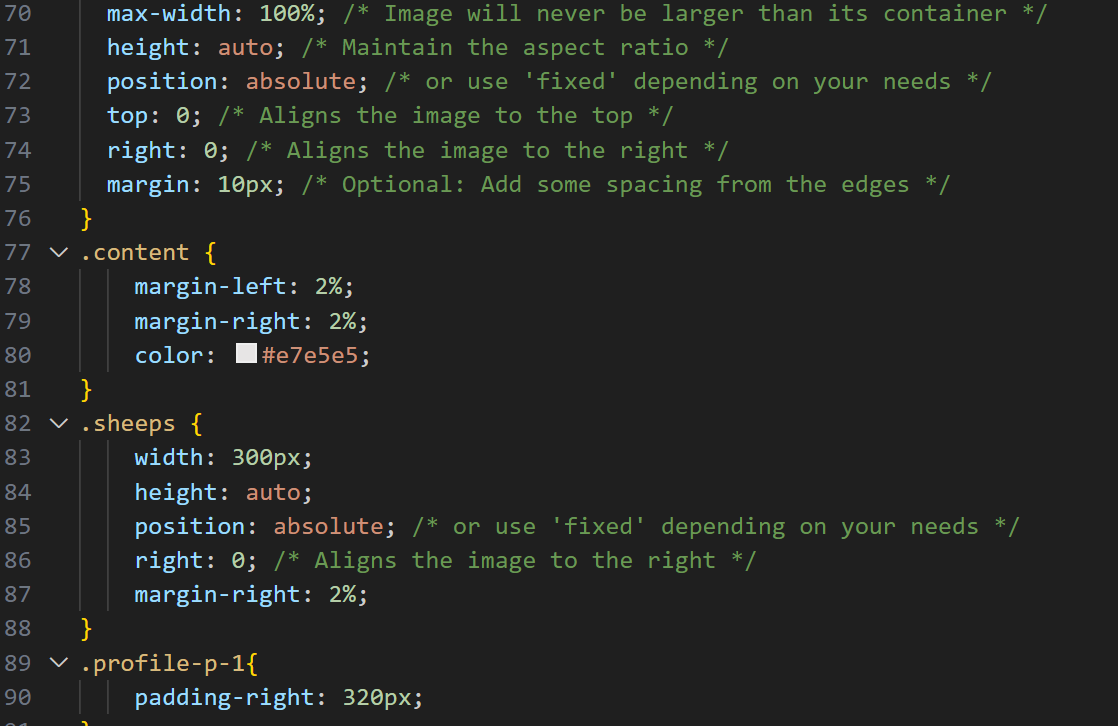 70 max-width: 100%; /* Image will never be larger than its container */
71 height: auto; /* Maintain the aspect ratio */
72 position: absolute; /* or use 'fixed' depending on your needs */
73 top: 0; /* Aligns the image to the top */
74 right: 0; /* Aligns the image to the right */
75 margin: 10px; /* Optional: Add some spacing from the edges */
76 }
77 .content {
78 margin-left: 2%;
79 margin-right: 2%;
80 color: #e7e5e5;
81 }
82 .sheeps {
83 width: 300px;
84 height: auto;
85 position: absolute; /* or use 'fixed' depending on your needs */
86 right: 0; /* Aligns the image to the right */
87 margin-right: 2%;
88 }
89 .profile-p-1{
90 padding-right: 320px;